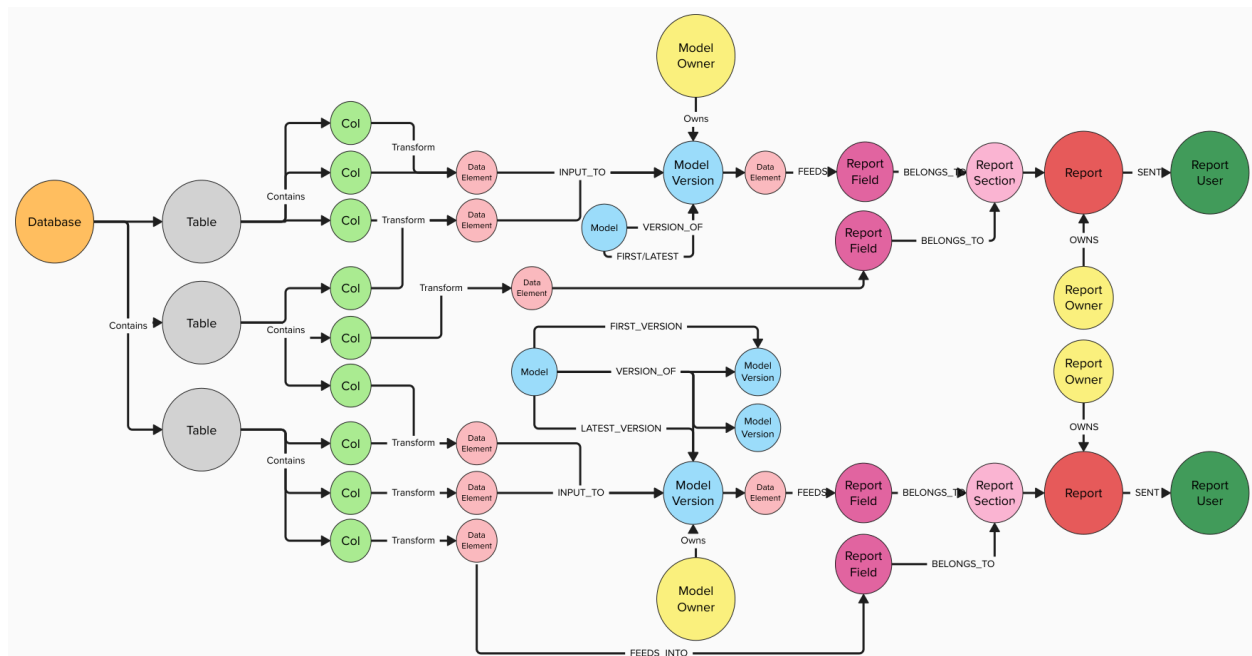 Model
Owner
Owns
Col
Transform
Col
Data
Element
INPUT_TO
Model
Version
Data
Element
FEEDS
Report
Field
BELONGS_TO
Report
Section
Report
SENT
Report
User
Contains
Database
Table
Col
Transform
Data
Element
Model
VERSION_OF
FIRST/LATEST
Report
Field
BELONGS_TO
OWNS
Report
Owner
Col
Transform
Data
Element
Contains
Table
Contains
Col
FIRST_VERSION
Model
VERSION_OF
Model
Version
Report
Owner
Col
LATEST_VERSION
Model
Version
OWNS
Table
Col
Transform
Data
Element
Contains
Col
Transform
Data
Element
INPUT_TO
Model
Version
Data
Element
FEEDS
Report
Field
BELONGS_TO
Report
Section
Report
SENT
Report
User
Col
Transform
Data
Element
Owns
Model
Owner
Report
Field
BELONGS_TO
FEEDS_INTO